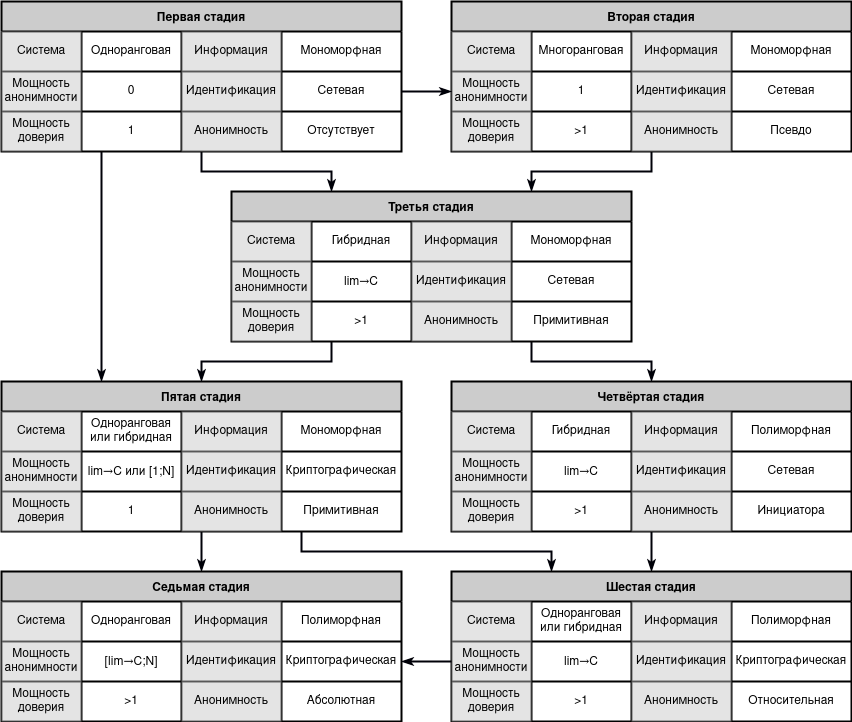 Первая стадия
Система Одноранговая Информация Мономорфная
Мощность анонимности 0 Идентификация Сетевая
Мощность доверия 1 Анонимность Отсутствует
Вторая стадия
Система Многоранговая Информация Мономорфная
Мощность анонимности 1 Идентификация Сетевая
Мощность доверия >1 Анонимность Псевдо
Третья стадия
Система Гибридная Информация Мономорфная
Мощность анонимности lim→C Идентификация Сетевая
Мощность доверия >1 Анонимность Примитивная
Пятая стадия
Система Одноранговая или гибридная Информация Мономорфная
Мощность анонимности lim→C или [1;N] Идентификация Криптографическая
Мощность доверия 1 Анонимность Примитивная
Четвёртая стадия
Система Гибридная Информация Полиморфная
Мощность анонимности lim→C Идентификация Сетевая
Мощность доверия >1 Анонимность Инициатора
Седьмая стадия
Система Одноранговая Информация Полиморфная
Мощность анонимности [lim→C;N] Идентификация Криптографическая
Мощность доверия >1 Анонимность Абсолютная
Шестая стадия
Система Одноранговая или гибридная Информация Полиморфная
Мощность анонимности lim→C Идентификация Криптографическая
Мощность доверия >1 Анонимность Относительная